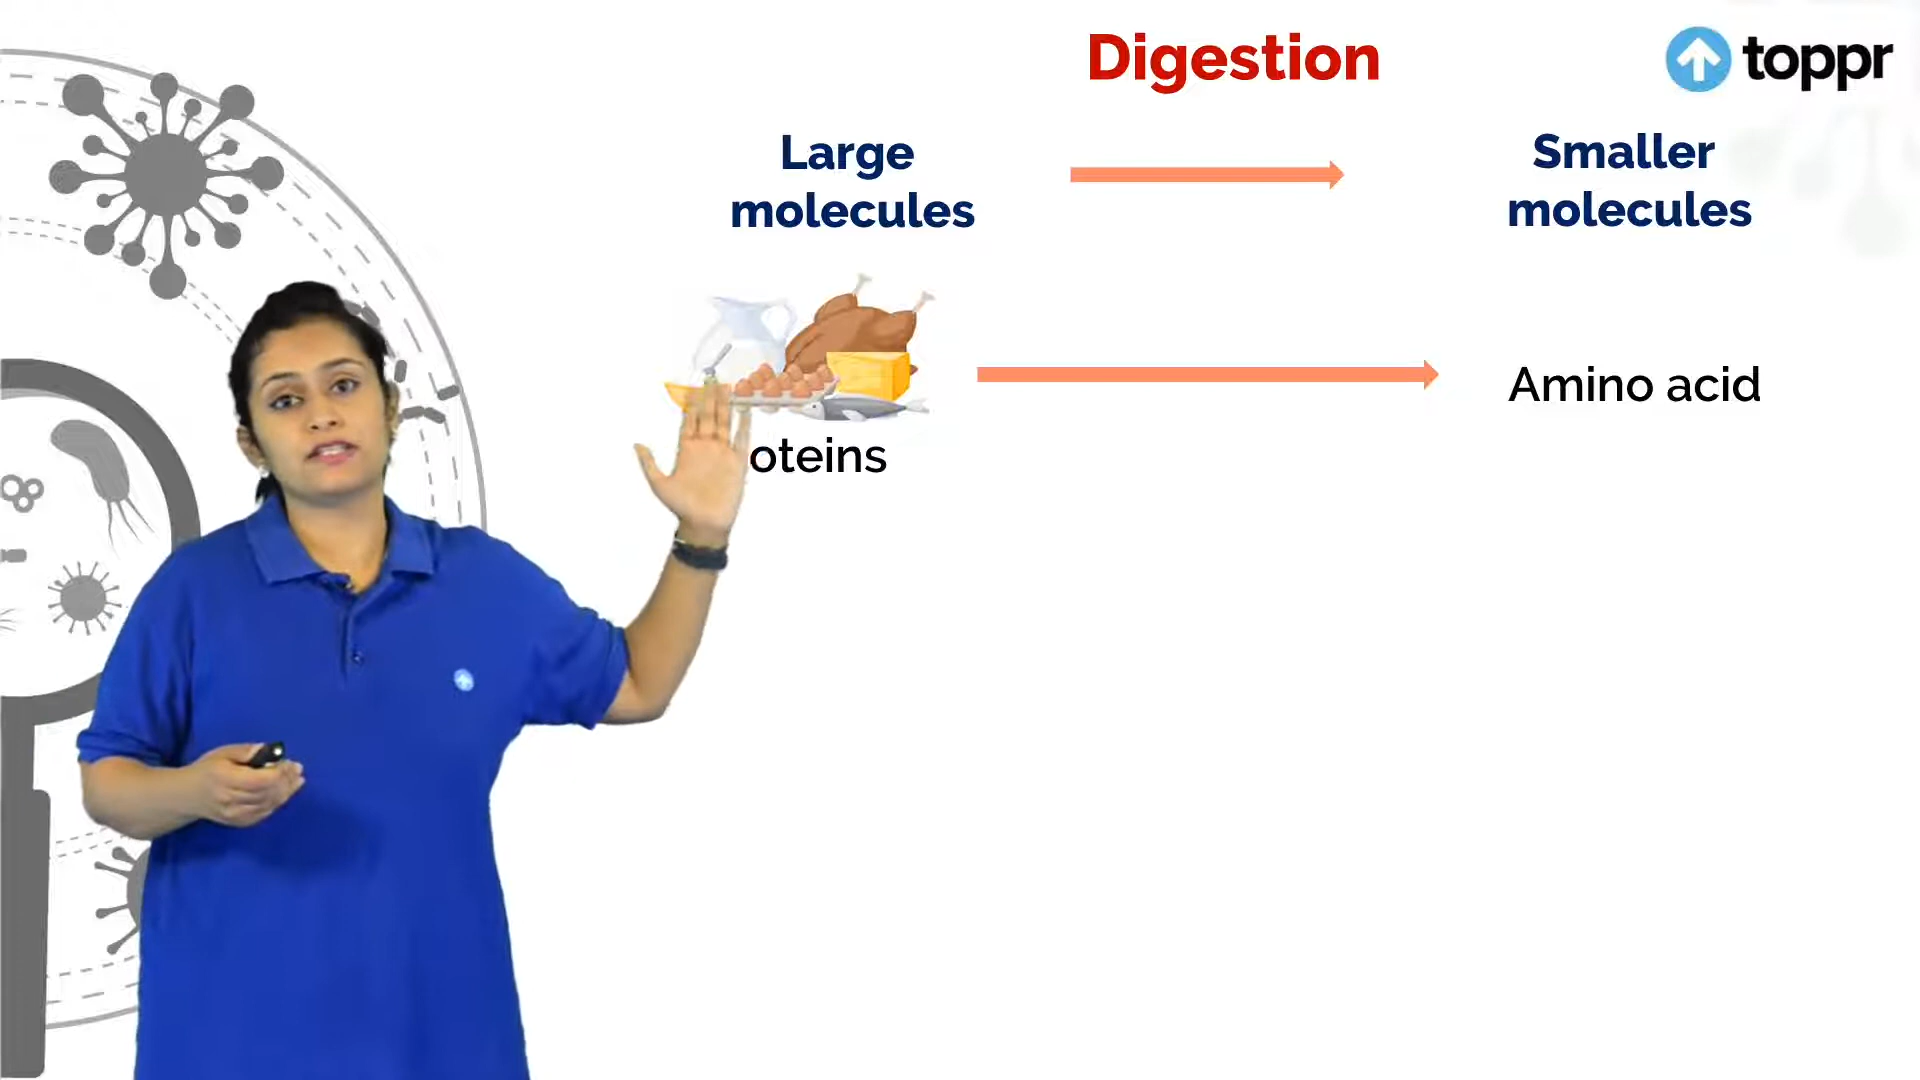 Digestion
toppr
Large
molecules
Smaller
molecules
Amino acid
oteins